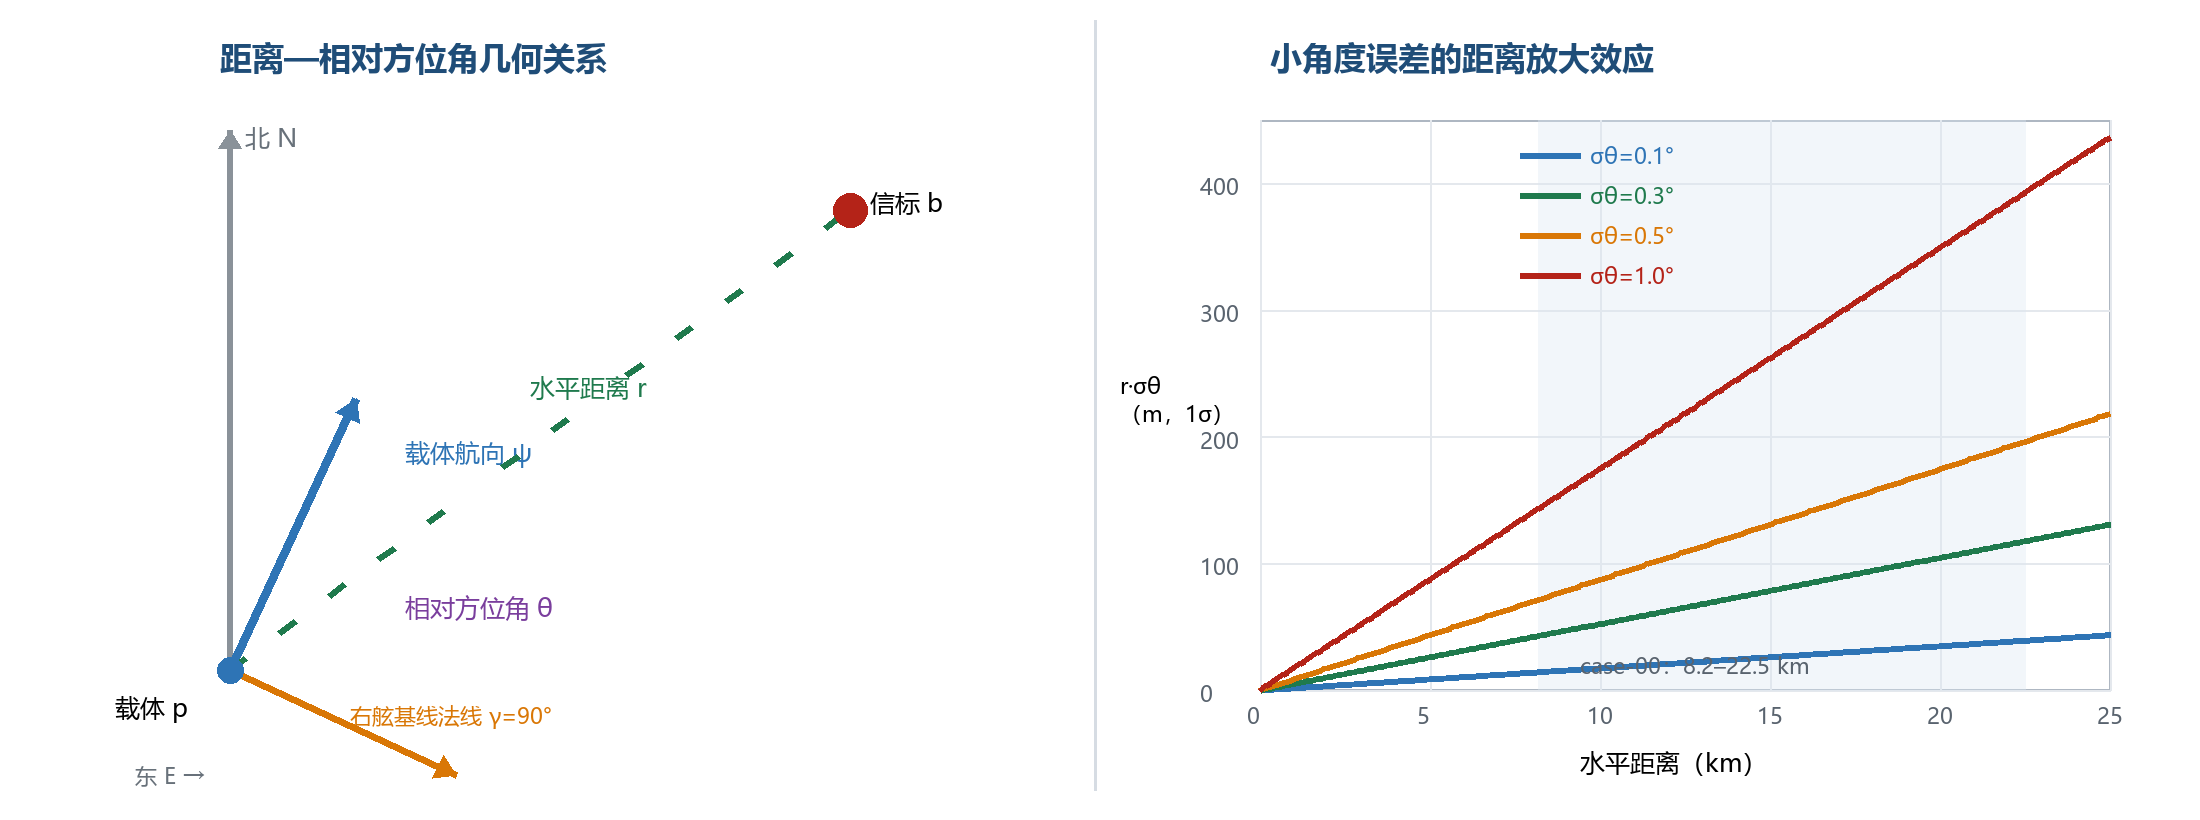 距离—相对方位角几何关系
北 N
信标 b
水平距离 r
载体航向 ψ
相对方位角 θ
载体 p
右舷基线法线 γ=90°
东 E →
小角度误差的距离放大效应
σθ=0.1°
σθ=0.3°
σθ=0.5°
σθ=1.0°
400
300
200
100
0
r·σθ
（m，1σ）
case 00：8.2–22.5 km
0
5
10
15
20
25
水平距离（km）